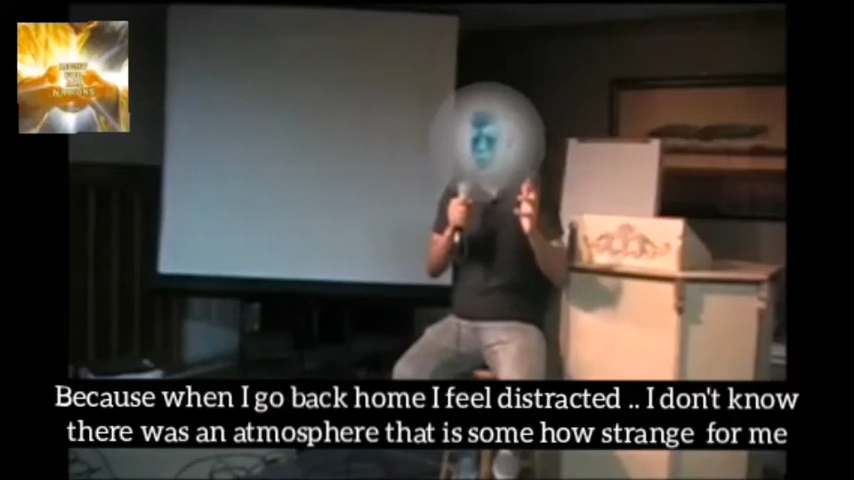 Because when I go back home I feel distracted .. I don't know
there was an atmosphere that is some how strange for me